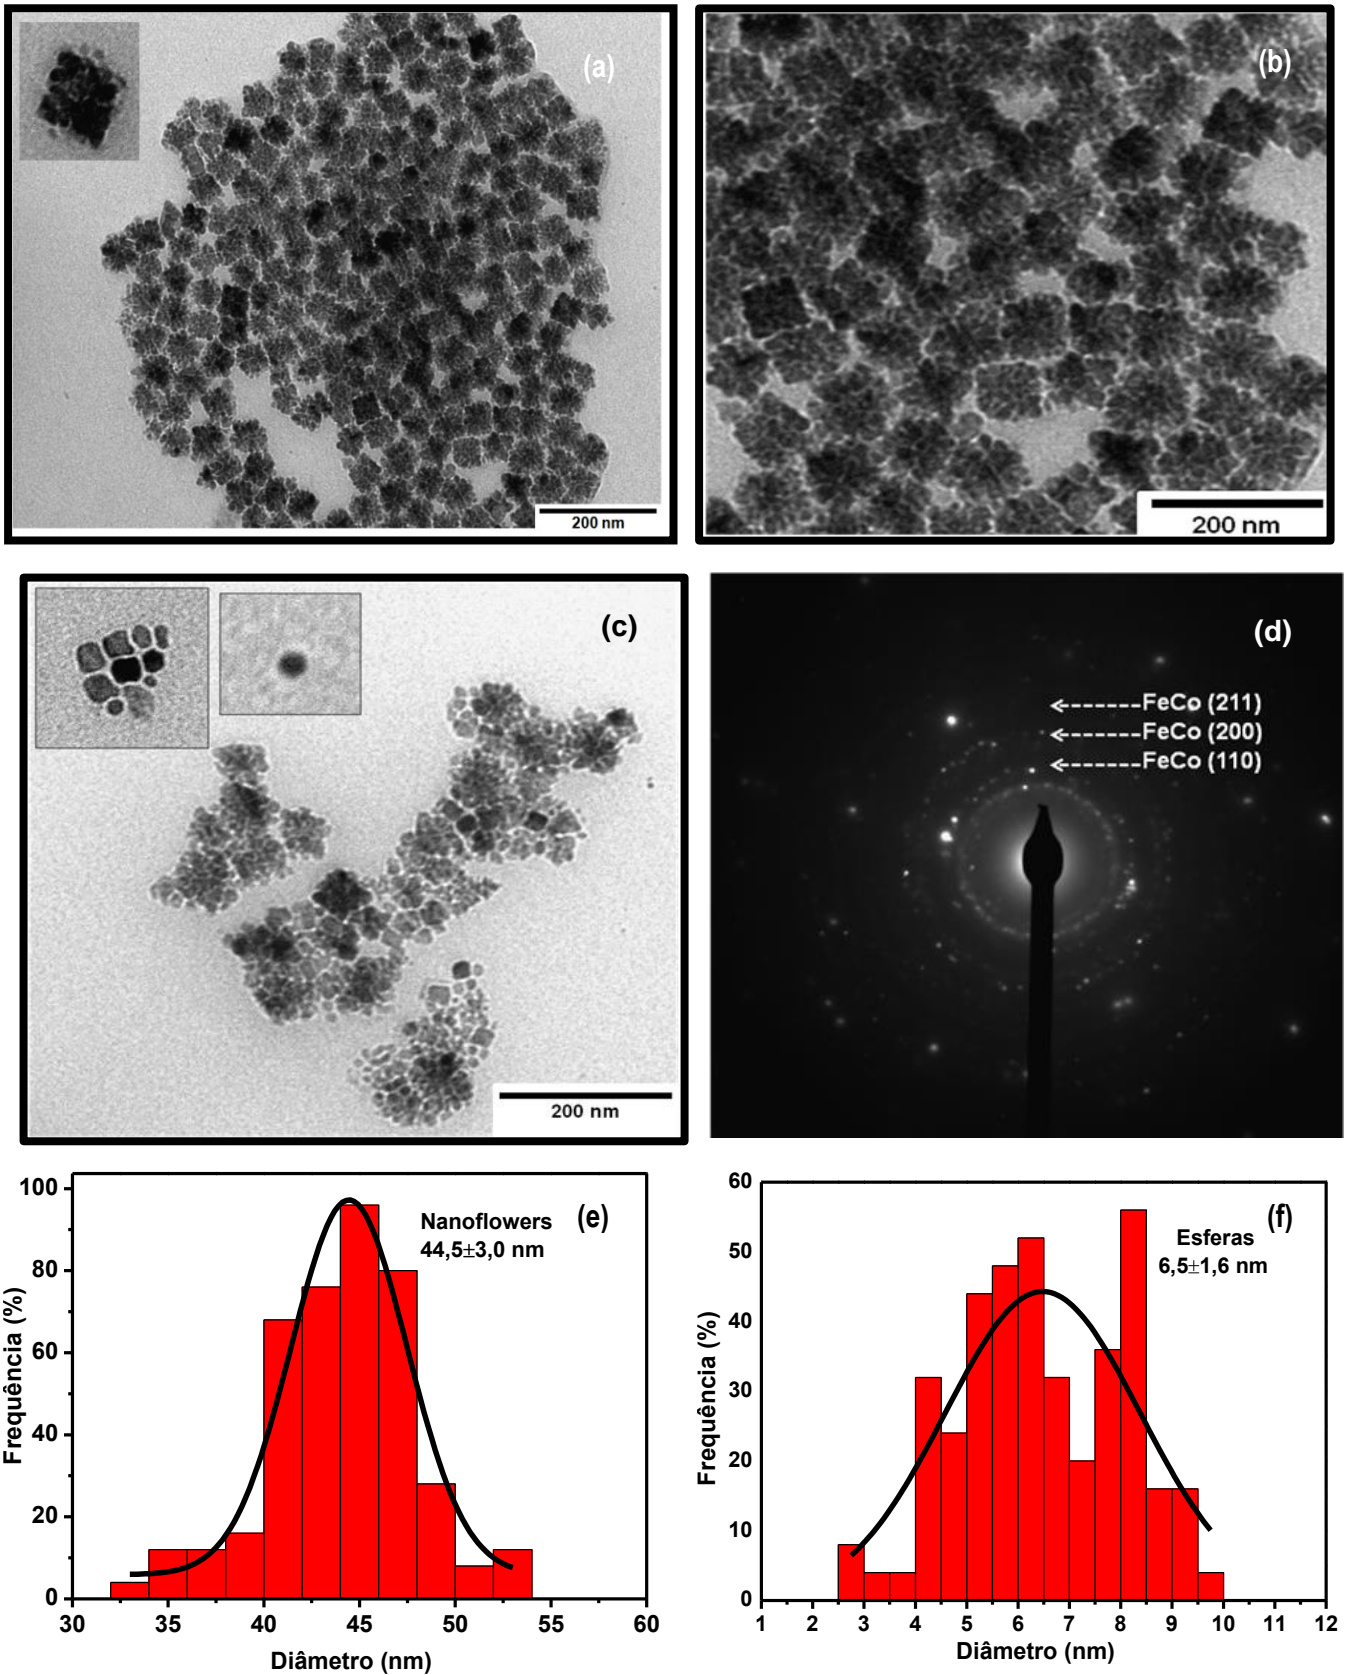 (a)
200 nm
(b)
200 nm
(c)
200 nm
(d)
FeCo (211)
FeCo (200)
FeCo (110)
100
80
60
40
20
0
Frequência (%)
Nanoflowers
44,5±3,0 nm
(e)
30 35 40 45 50 55 60
Diâmetro (nm)
60
50
40
30
20
10
0
Frequência (%)
Esferas
6,5±1,6 nm
(f)
1 2 3 4 5 6 7 8 9 10 11 12
Diâmetro (nm)